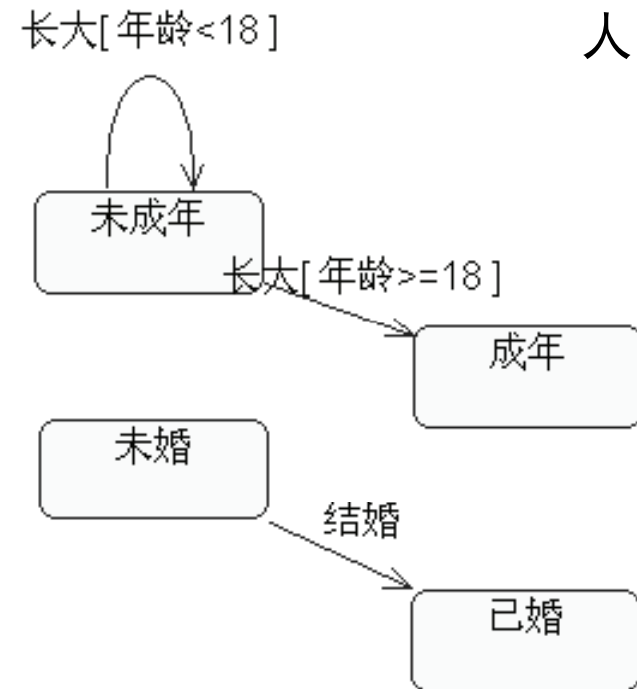 长大[ 年龄<18 ]
人
未成年
长大[ 年龄>=18 ]
成年
未婚
结婚
已婚